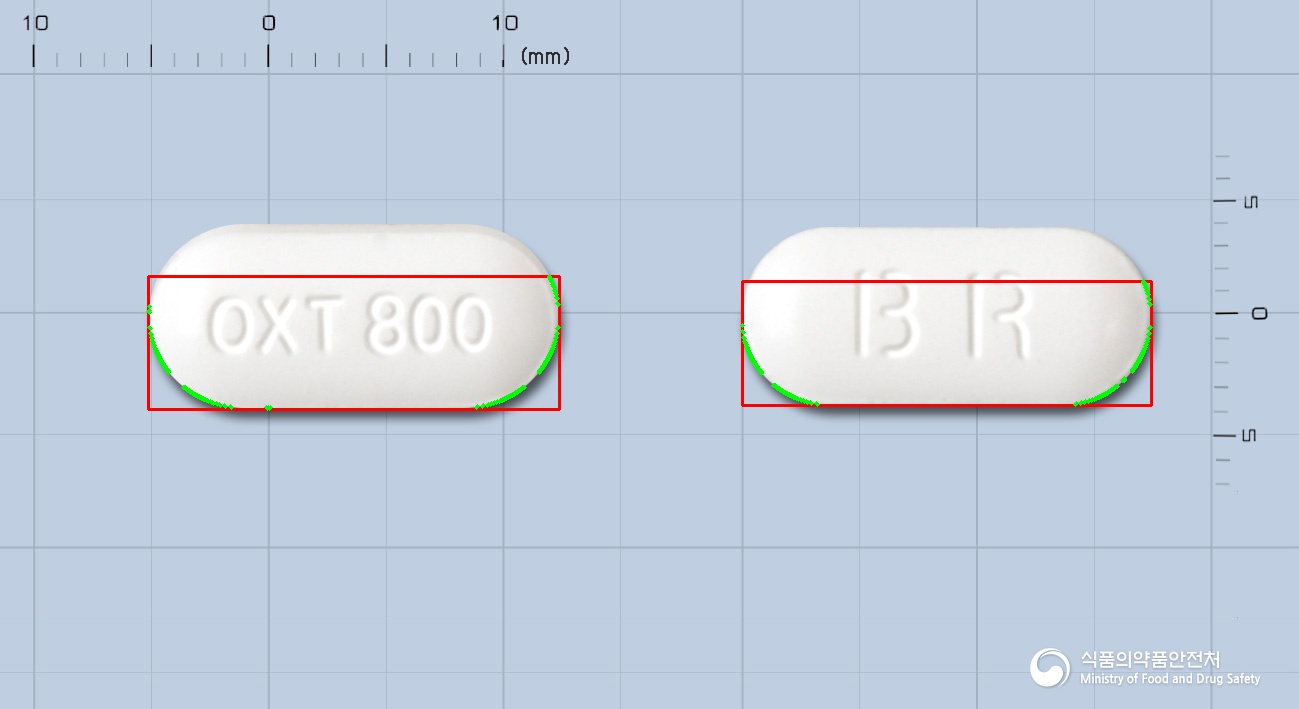 10 0 10
(mm)
OXT 800
B R
5
0
5
식품의약품안전처
Ministry of Food and Drug Safety